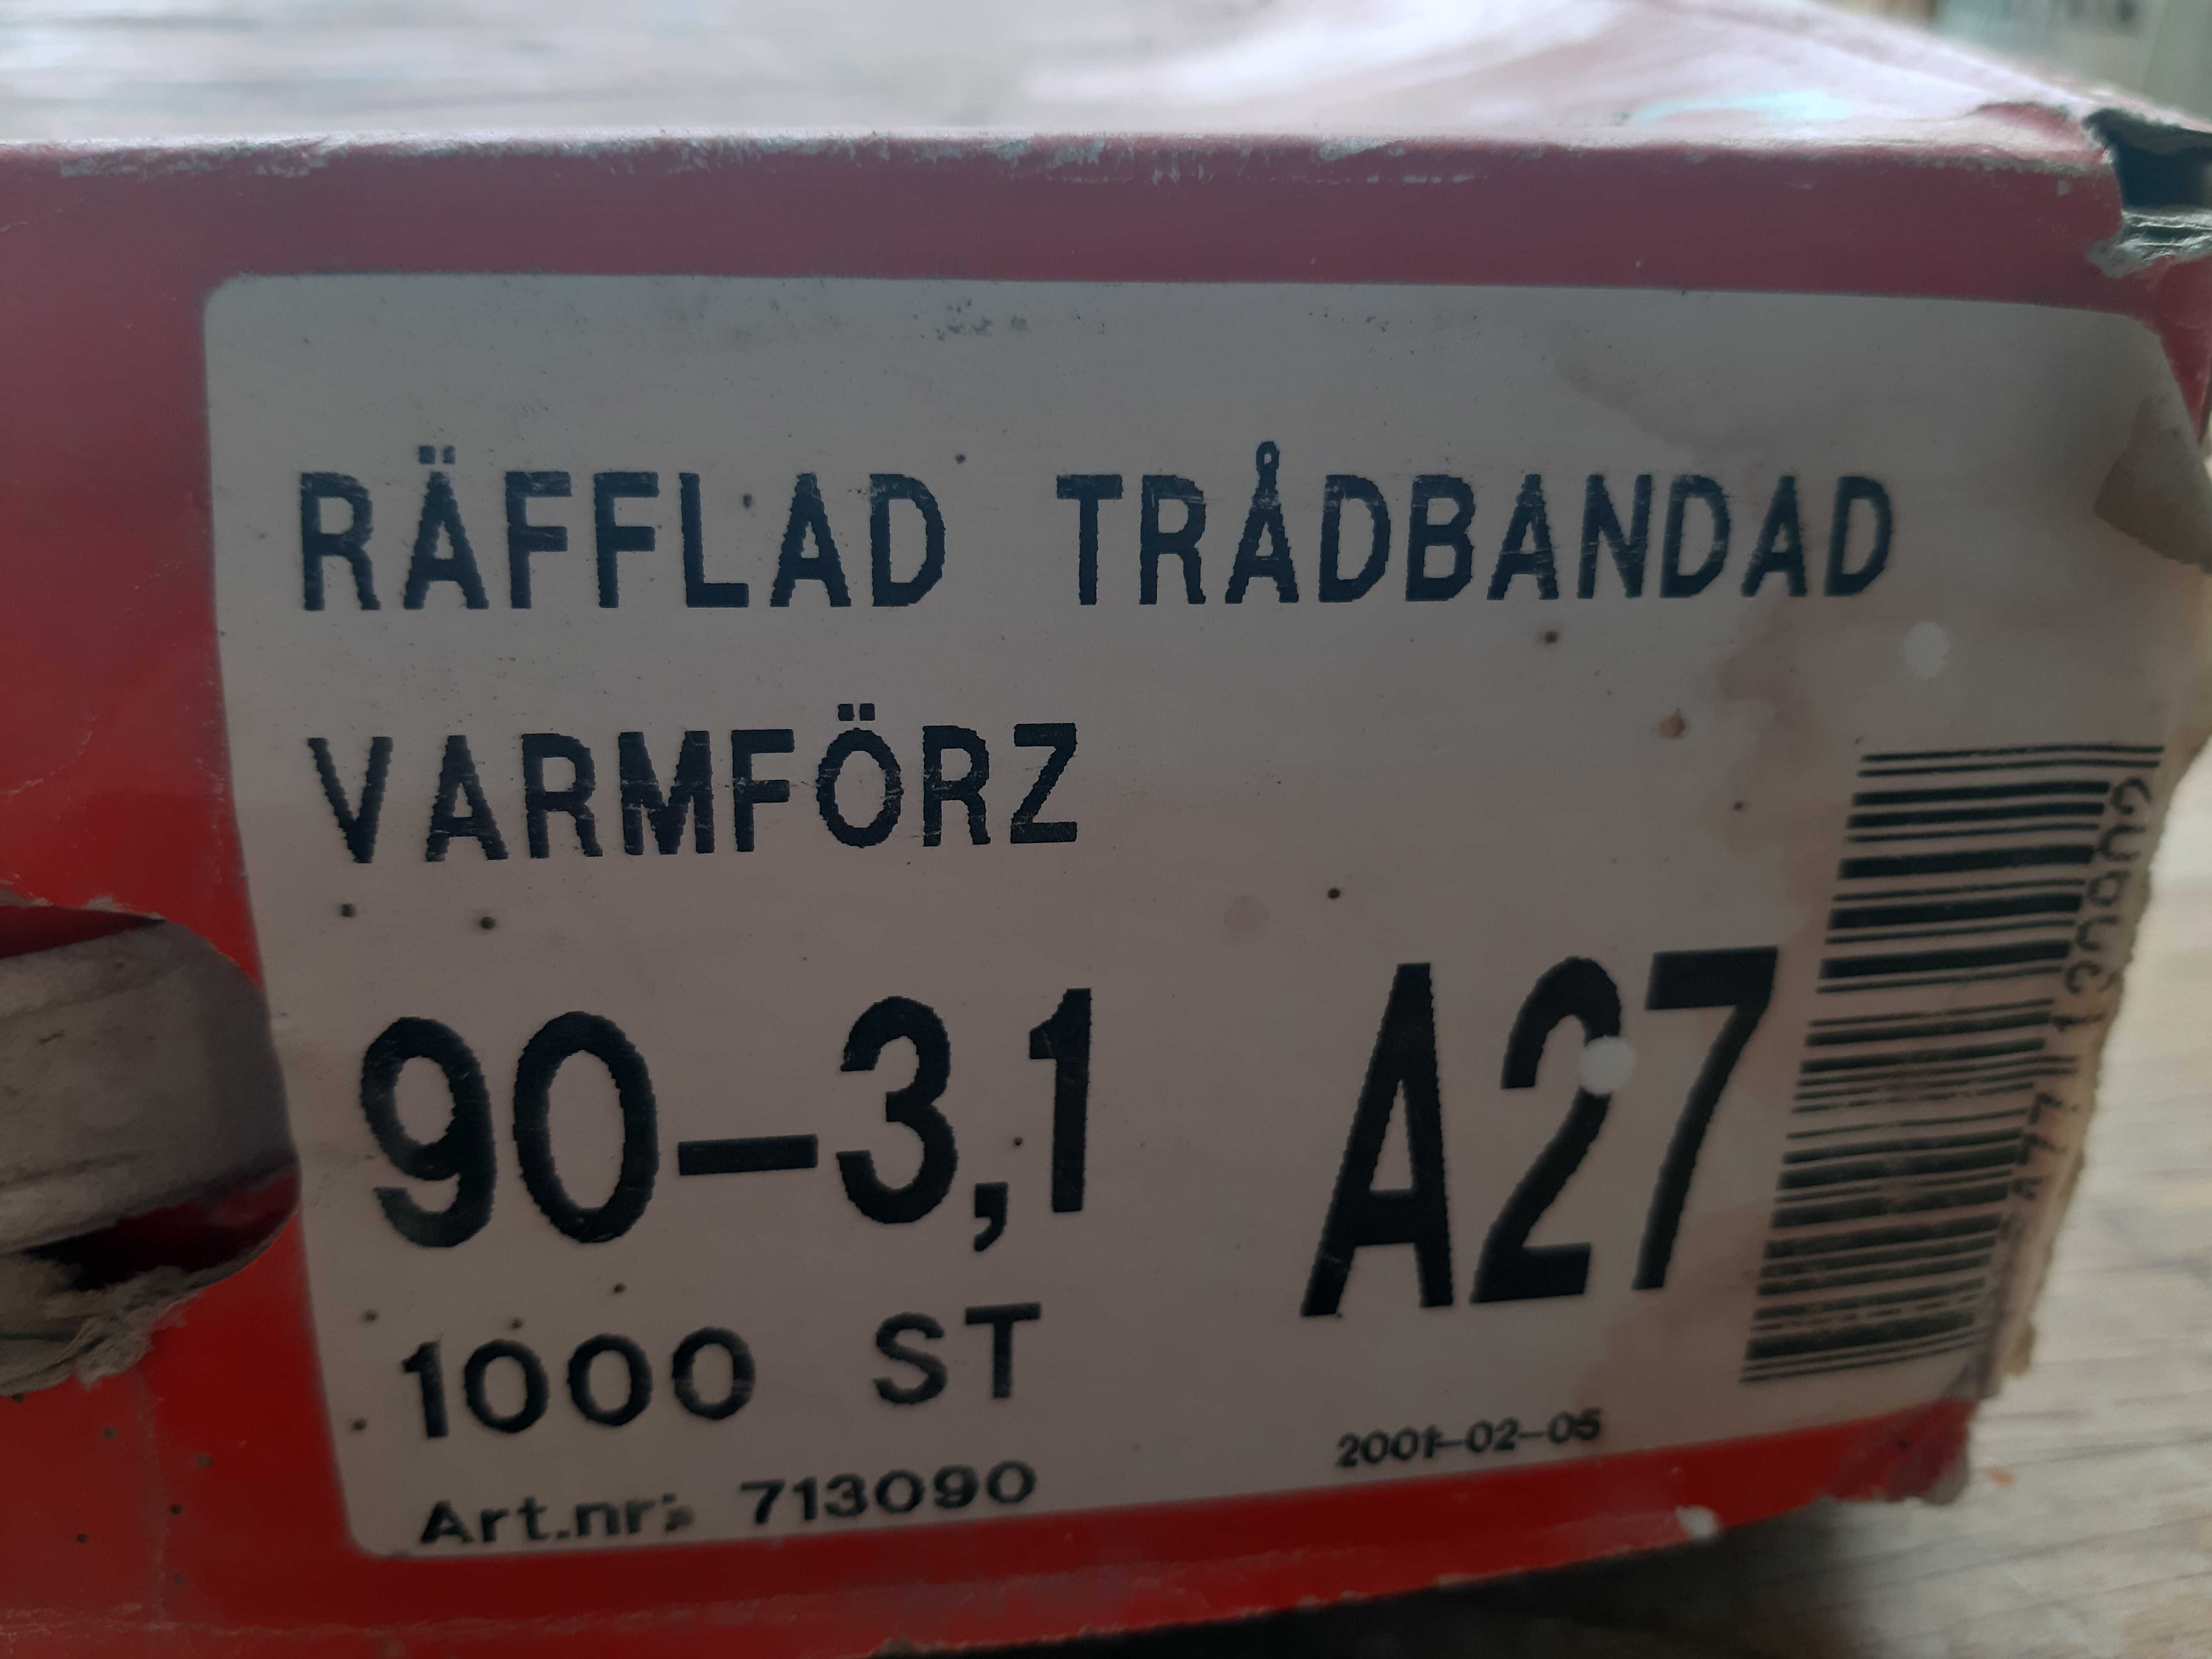 RÄFFLAD TRÅDBANDAD
VARMFÖRZ
90-3,1 A27
1000 ST
2001-02-05
Art.nr: 713090